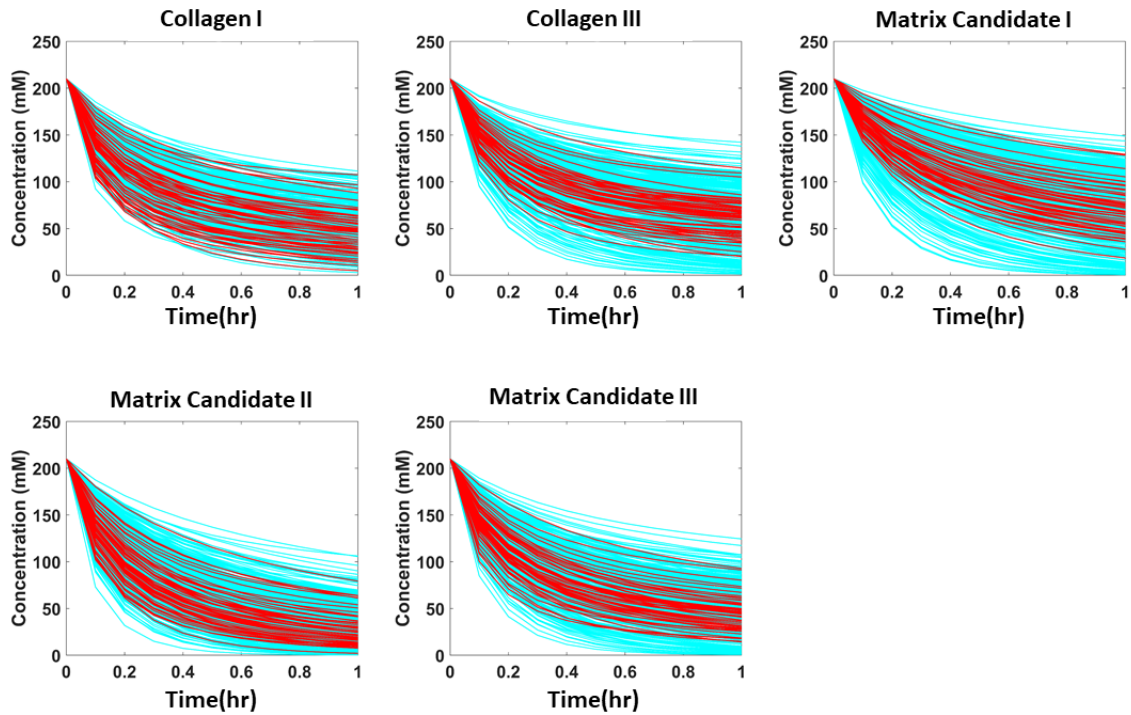 Collagen I
Collagen III
Matrix Candidate I
250
200
150
100
50
0
Concentration (mM)
0 0.2 0.4 0.6 0.8 1
Time(hr)
250
200
150
100
50
0
Concentration (mM)
0 0.2 0.4 0.6 0.8 1
Time(hr)
250
200
150
100
50
0
Concentration (mM)
0 0.2 0.4 0.6 0.8 1
Time(hr)
Matrix Candidate II
Matrix Candidate III
250
200
150
100
50
0
Concentration (mM)
0 0.2 0.4 0.6 0.8 1
Time(hr)
250
200
150
100
50
0
Concentration (mM)
0 0.2 0.4 0.6 0.8 1
Time(hr)